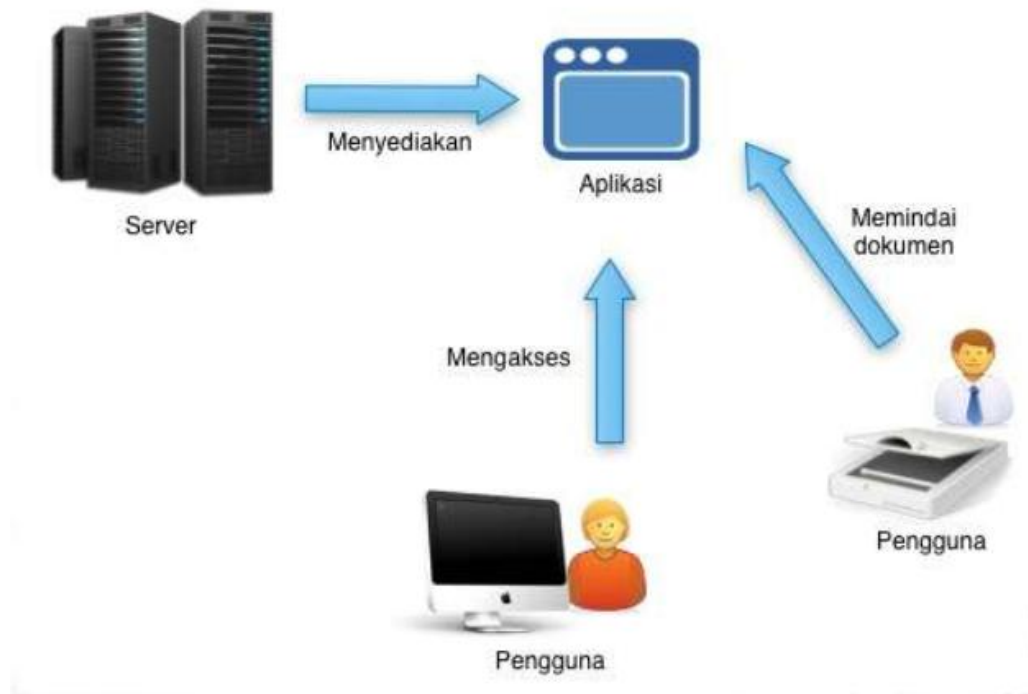 Menyediakan
Server
Aplikasi
Memindai
dokumen
Mengakses
Pengguna
Pengguna